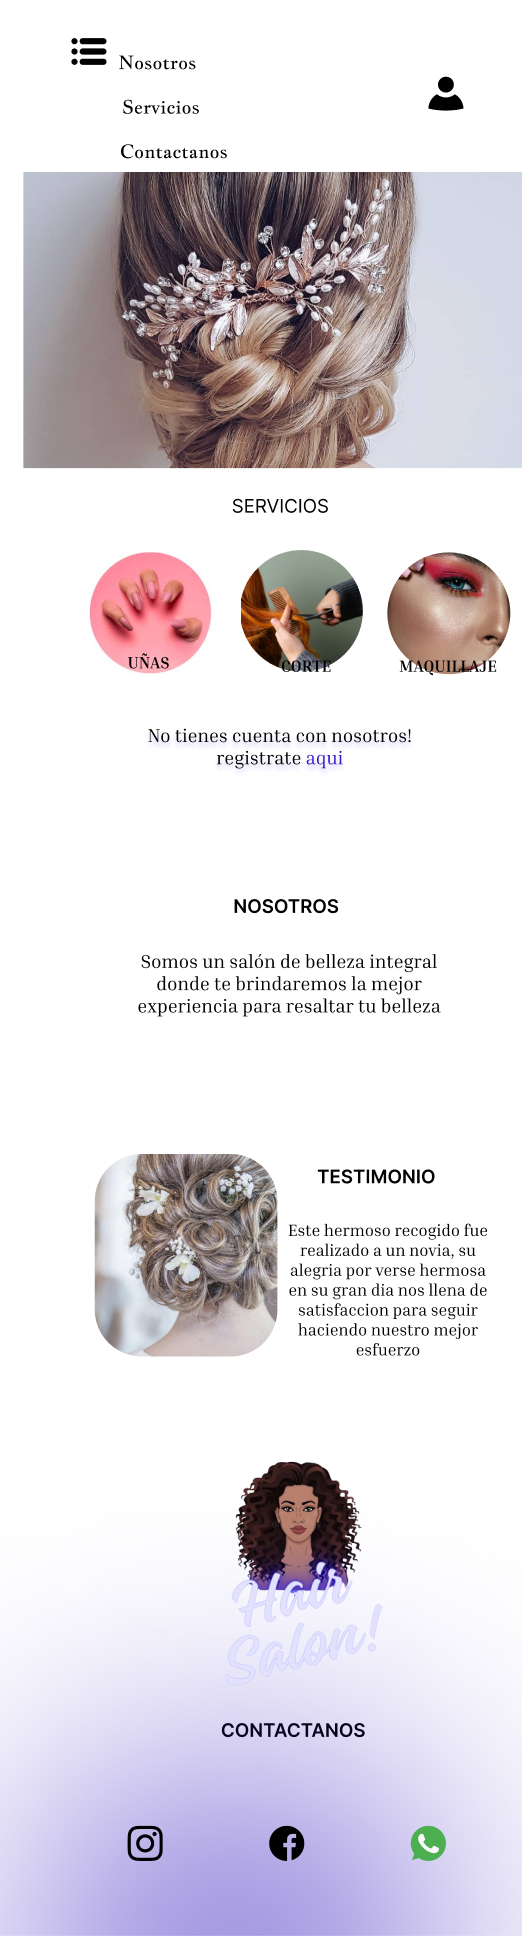 Nosotros
Servicios
Contactanos
SERVICIOS
UÑAS
CORTE
MAQUILLAJE
No tienes cuenta con nosotros!
registrate aqui
NOSOTROS
Somos un salón de belleza integral
donde te brindaremos la mejor
experiencia para resaltar tu belleza
TESTIMONIO
Este hermoso recogido fue
realizado a un novia, su
alegria por verse hermosa
en su gran dia nos llena de
satisfaccion para seguir
haciendo nuestro mejor
esfuerzo
Hair
Salon!
CONTACTANOS